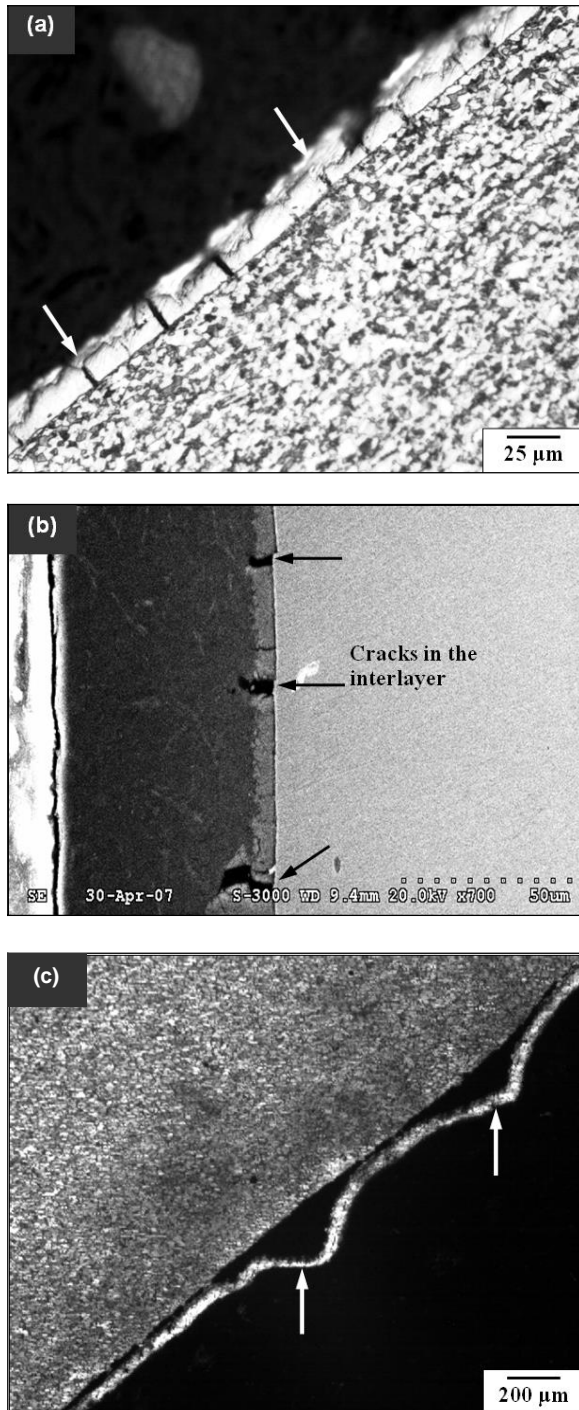 (a)
25 µm
(b)
Cracks in the
interlayer
SE 30-Apr-07 S-3000 WD 9.4mm 20.0kV x700 50um
(c)
200 µm